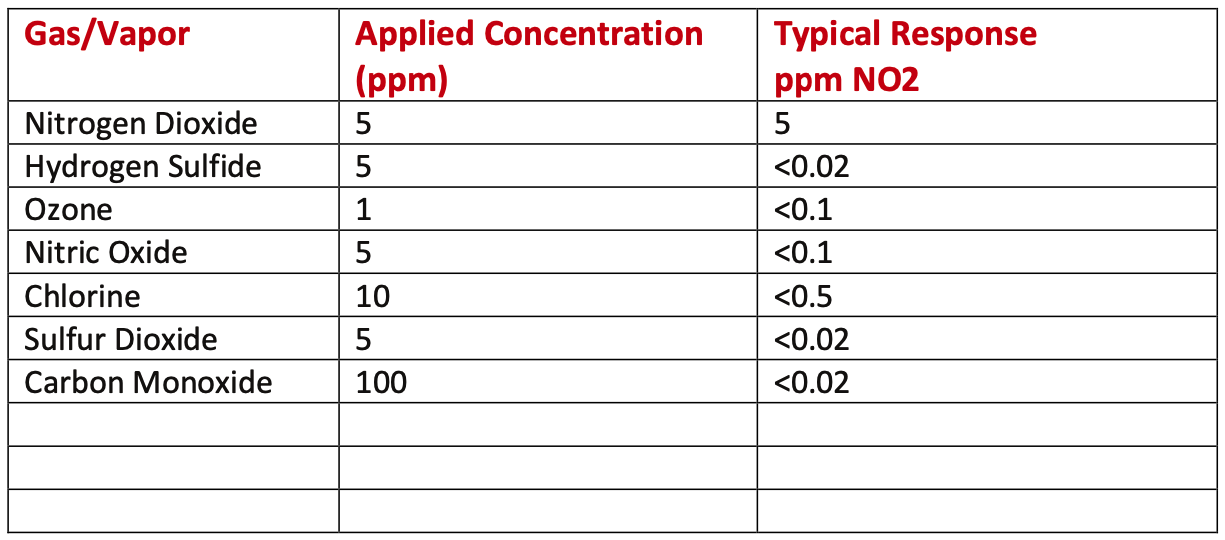 Gas/Vapor Applied Concentration (ppm) Typical Response ppm NO2
Nitrogen Dioxide 5 5
Hydrogen Sulfide 5 <0.02
Ozone 1 <0.1
Nitric Oxide 5 <0.1
Chlorine 10 <0.5
Sulfur Dioxide 5 <0.02
Carbon Monoxide 100 <0.02